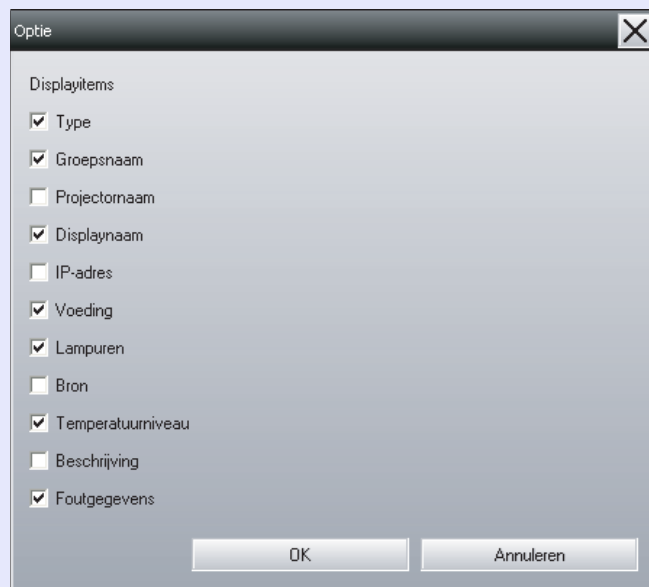 Optie
Displayitems
Type
Groepsnaam
Projectornaam
Displaynaam
IP-adres
Voeding
Lampuren
Bron
Temperatuurniveau
Beschrijving
Foutgegevens
OK Annuleren